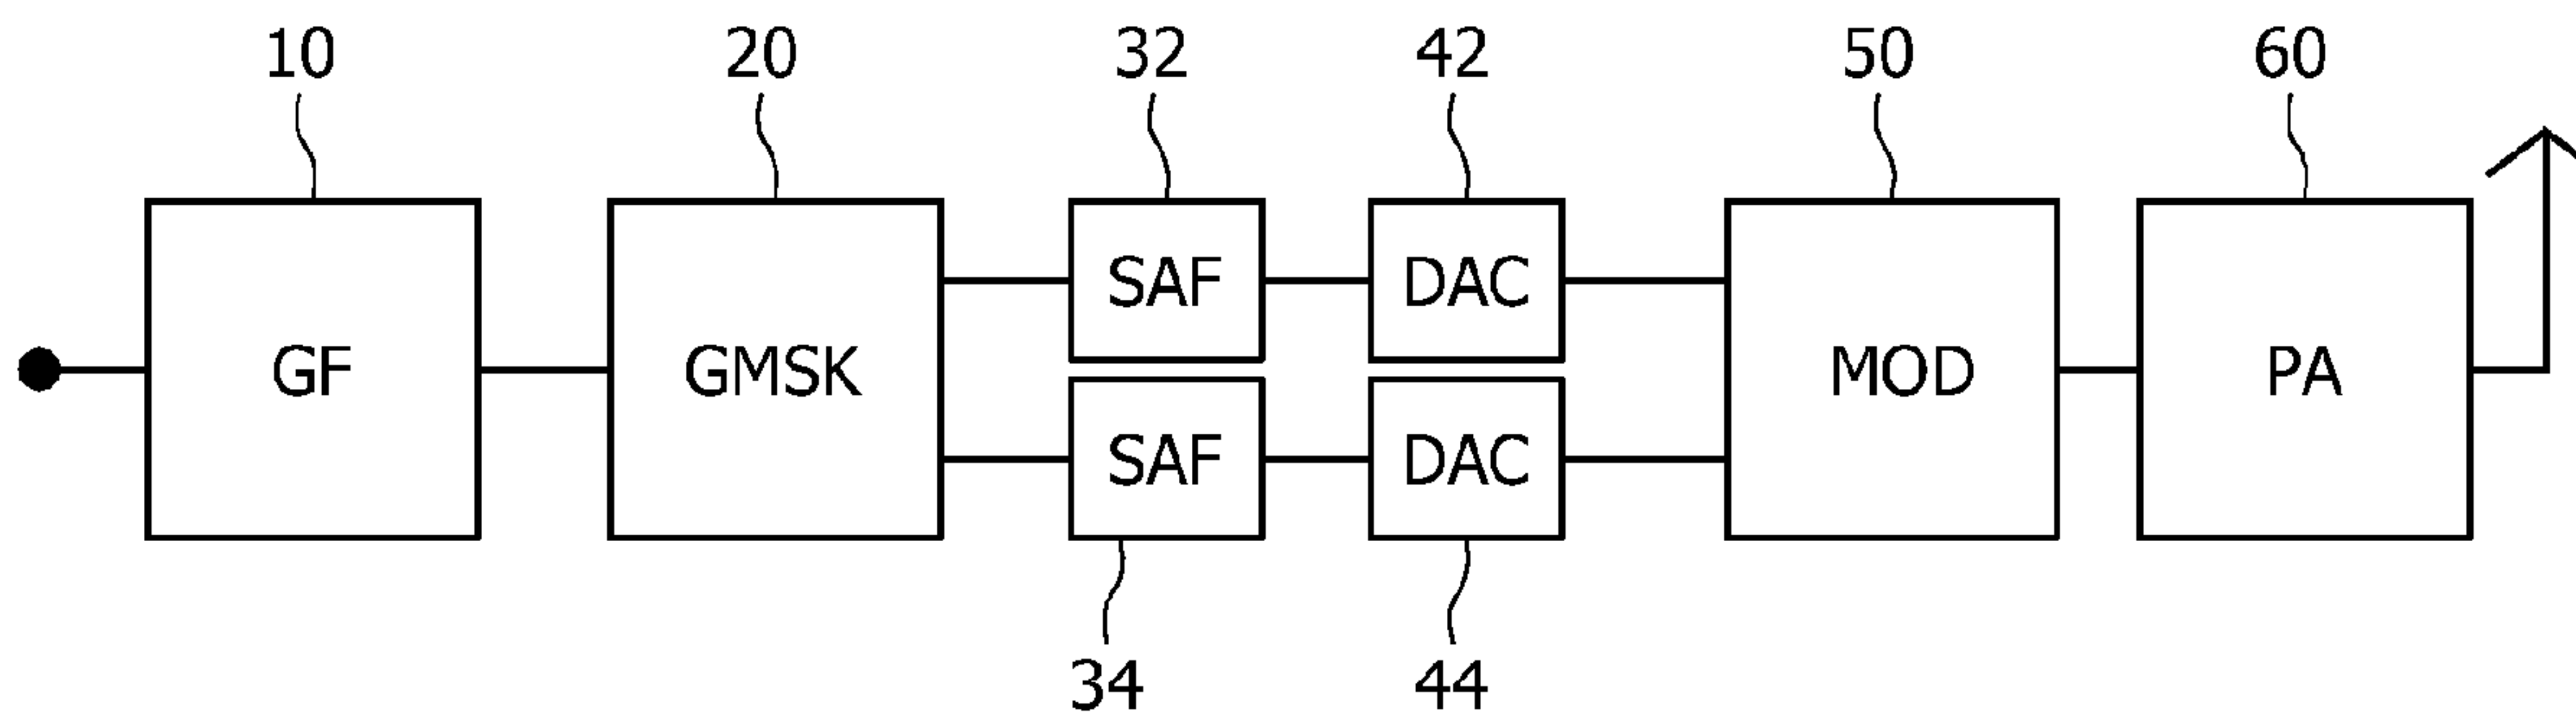 10 20 32 42 50 60
SAF DAC
GF GMSK MOD PA
SAF DAC
34 44